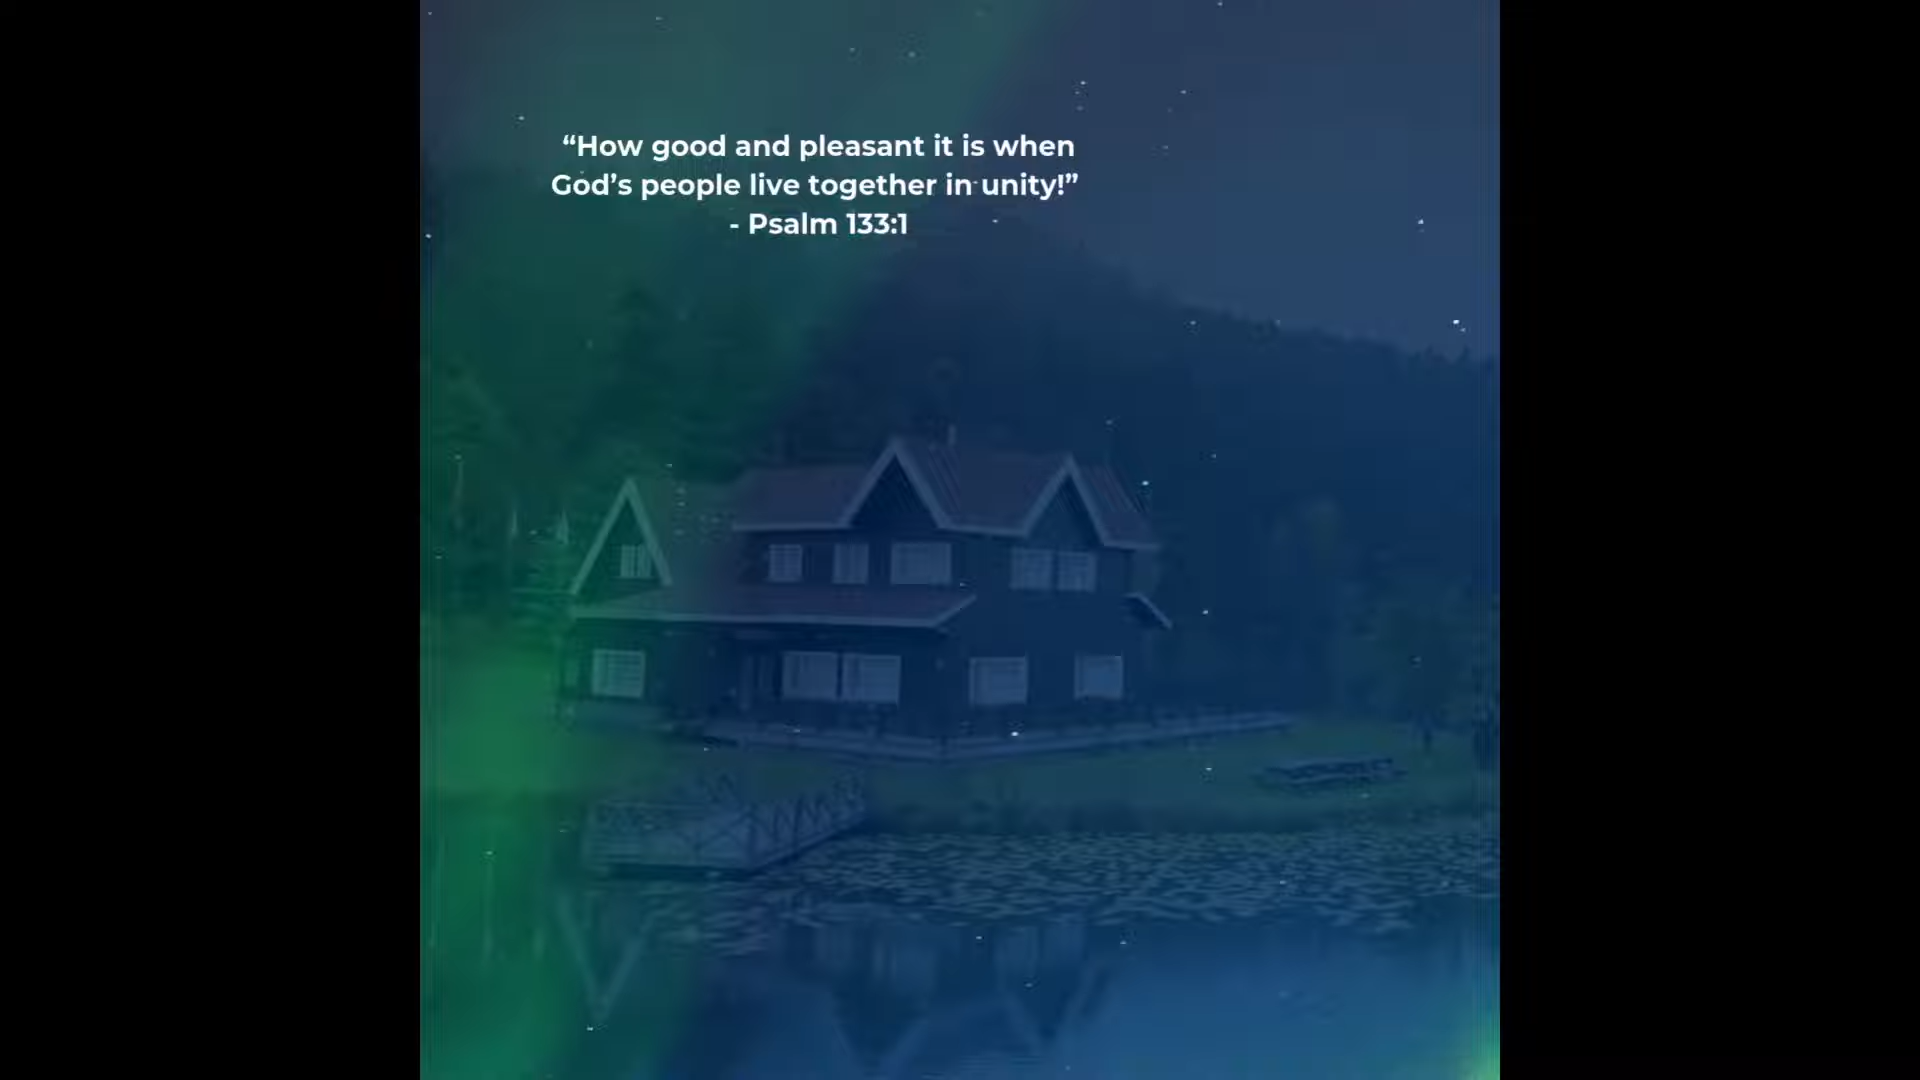 “How good and pleasant it is when
God’s people live together in unity!”
- Psalm 133:1